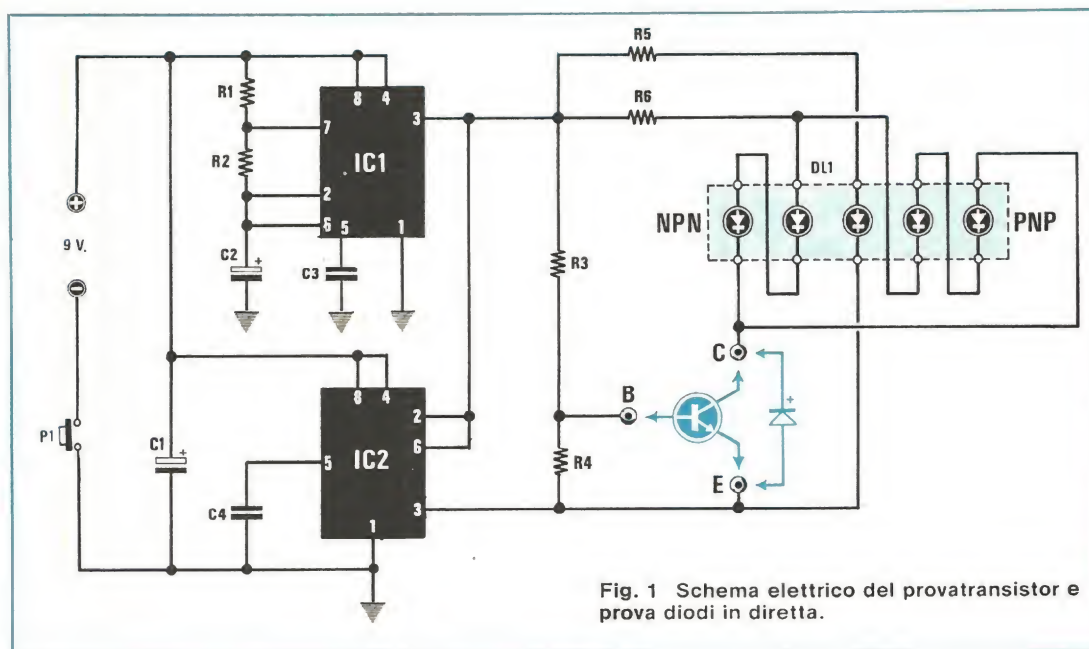 R5
R1
R6
8
4
3
7
DL1
R2
IC1
2
NPN
PNP
6
5
1
9 V.
C2
+
C3
R3
C
B
+
8
4
2
P1
C1
+
5
IC2
6
R4
E
C4
3
1
Fig. 1 Schema elettrico del provatransistor e
prova diodi in diretta.